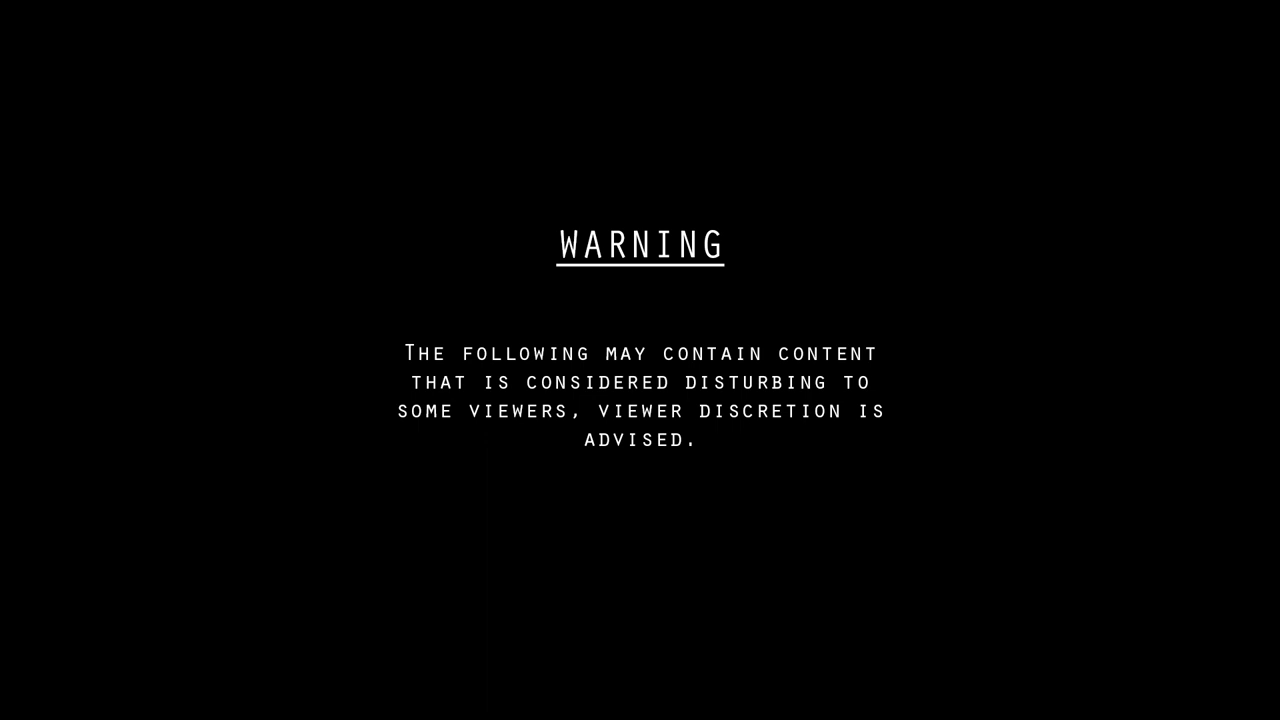 WARNING
The following may contain content
that is considered disturbing to
some viewers, viewer discretion is
advised.